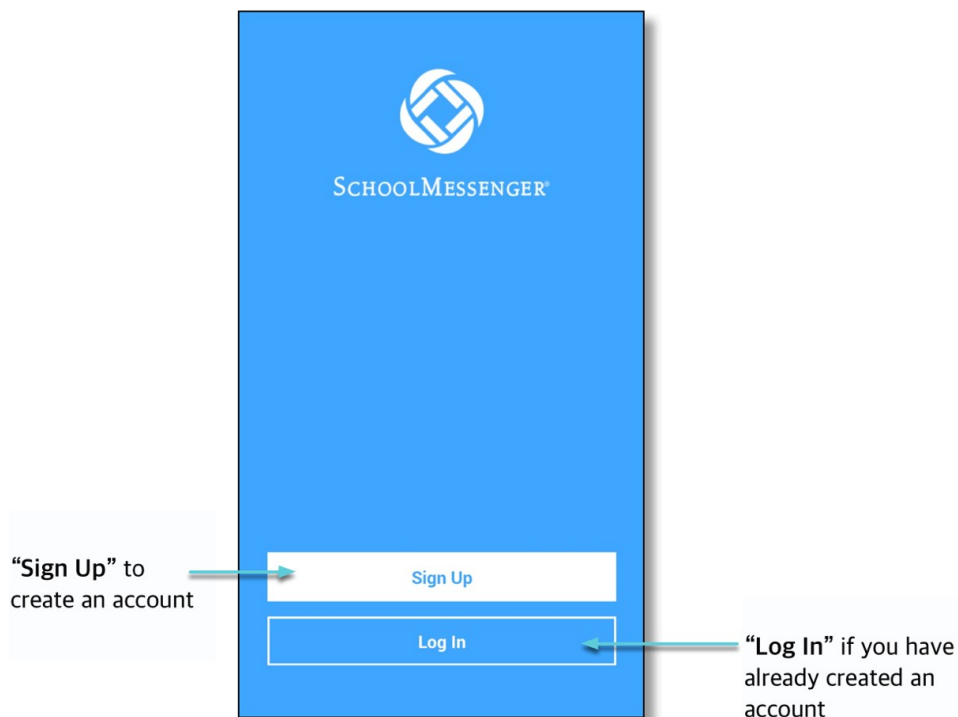 SCHOOLMESSENGER®
"Sign Up" to
create an account
Sign Up
Log In
"Log In" if you have
already created an
account